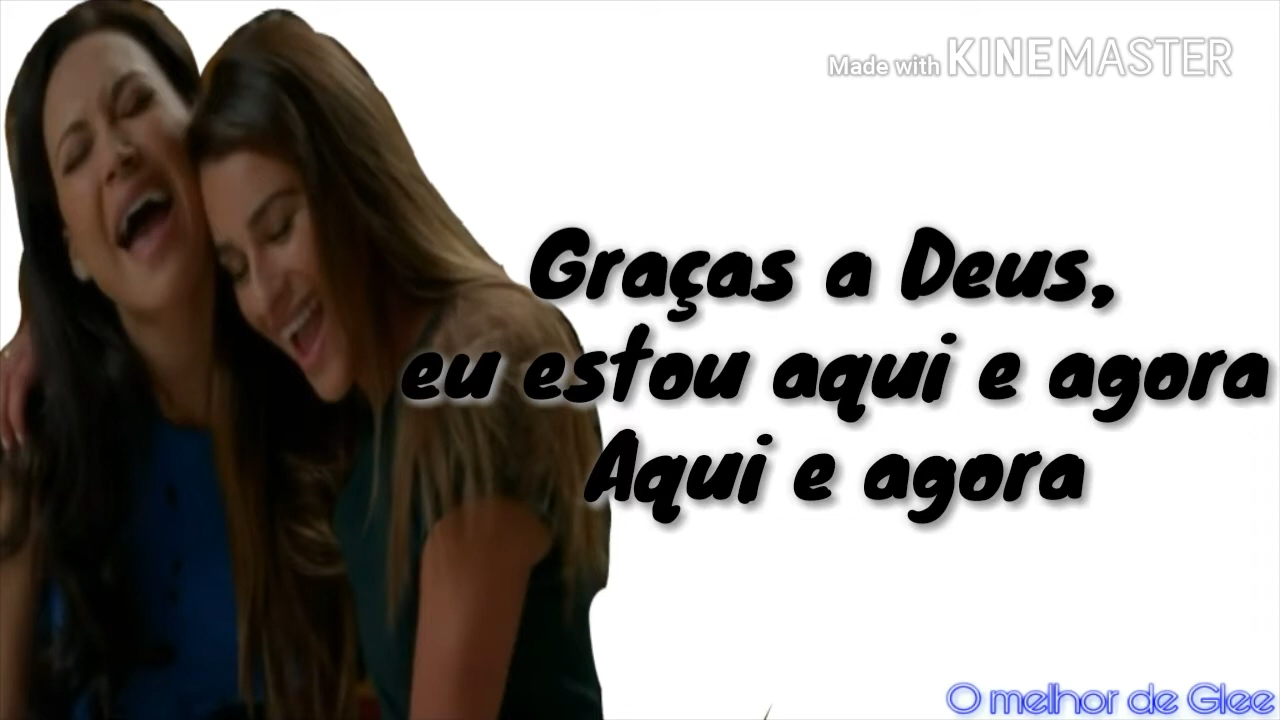 Made with KINEMASTER
Graças a Deus,
eu estou aqui e agora
Aqui e agora
O melhor de Glee